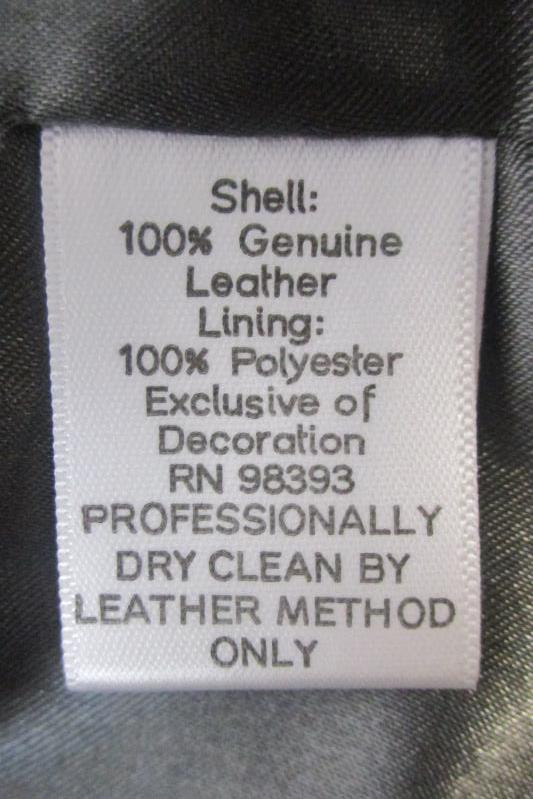 Shell:
100% Genuine
Leather
Lining:
100% Polyester
Exclusive of
Decoration
RN 98393
PROFESSIONALLY
DRY CLEAN BY
LEATHER METHOD
ONLY